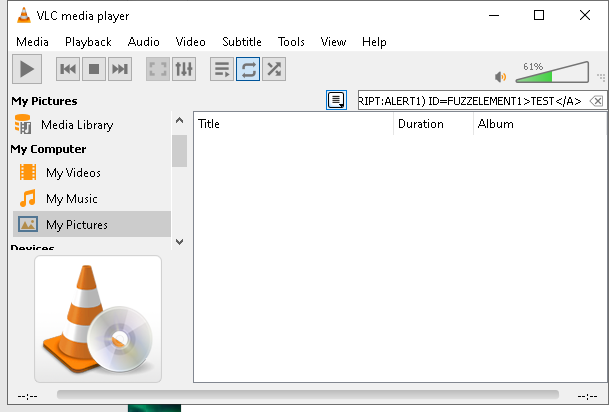 VLC media player
Media Playback Audio Video Subtitle Tools View Help
61%
My Pictures
RIPT:ALERT1) ID=FUZZELEMENT1>TEST</A>
Media Library
Title Duration Album
My Computer
My Videos
My Music
My Pictures
Devices
--:-- --:--